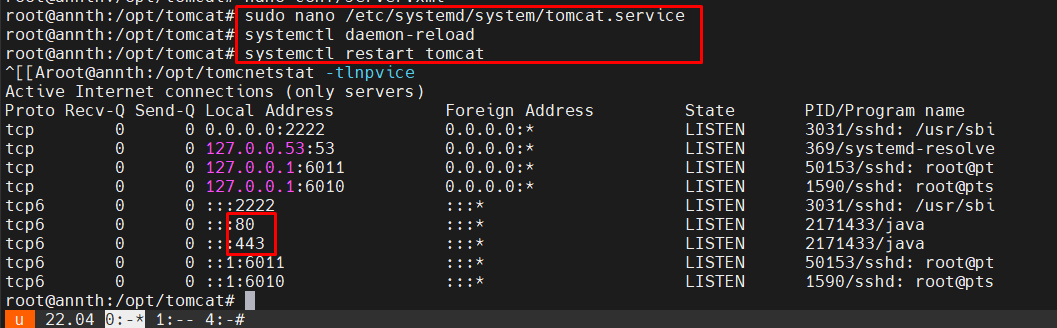 root@annth:/opt/tomcat# nano conf/server.xml
root@annth:/opt/tomcat# sudo nano /etc/systemd/system/tomcat.service
root@annth:/opt/tomcat# systemctl daemon-reload
root@annth:/opt/tomcat# systemctl restart tomcat
^[[Aroot@annth:/opt/tomcnetstat -tlnpvice
Active Internet connections (only servers)
Proto Recv-Q Send-Q Local Address Foreign Address State PID/Program name
tcp 0 0 0.0.0.0:2222 0.0.0.0:* LISTEN 3031/sshd: /usr/sbi
tcp 0 0 127.0.0.53:53 0.0.0.0:* LISTEN 369/systemd-resolve
tcp 0 0 127.0.0.1:6011 0.0.0.0:* LISTEN 50153/sshd: root@pt
tcp 0 0 127.0.0.1:6010 0.0.0.0:* LISTEN 1590/sshd: root@pts
tcp6 0 0 :::2222 :::* LISTEN 3031/sshd: /usr/sbi
tcp6 0 0 :::80 :::* LISTEN 2171433/java
tcp6 0 0 :::443 :::* LISTEN 2171433/java
tcp6 0 0 ::1:6011 :::* LISTEN 50153/sshd: root@pt
tcp6 0 0 ::1:6010 :::* LISTEN 1590/sshd: root@pts
root@annth:/opt/tomcat#
u 22.04 0:-* 1:-- 4:-#